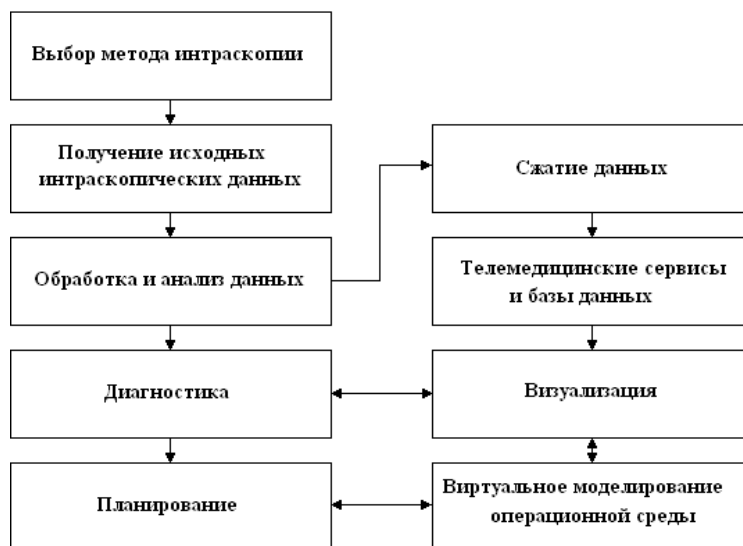 Выбор метода интраскопии
Получение исходных
интраскопических данных
Обработка и анализ данных
Диагностика
Планирование
Сжатие данных
Телемедицинские сервисы
и базы данных
Визуализация
Виртуальное моделирование
операционной среды